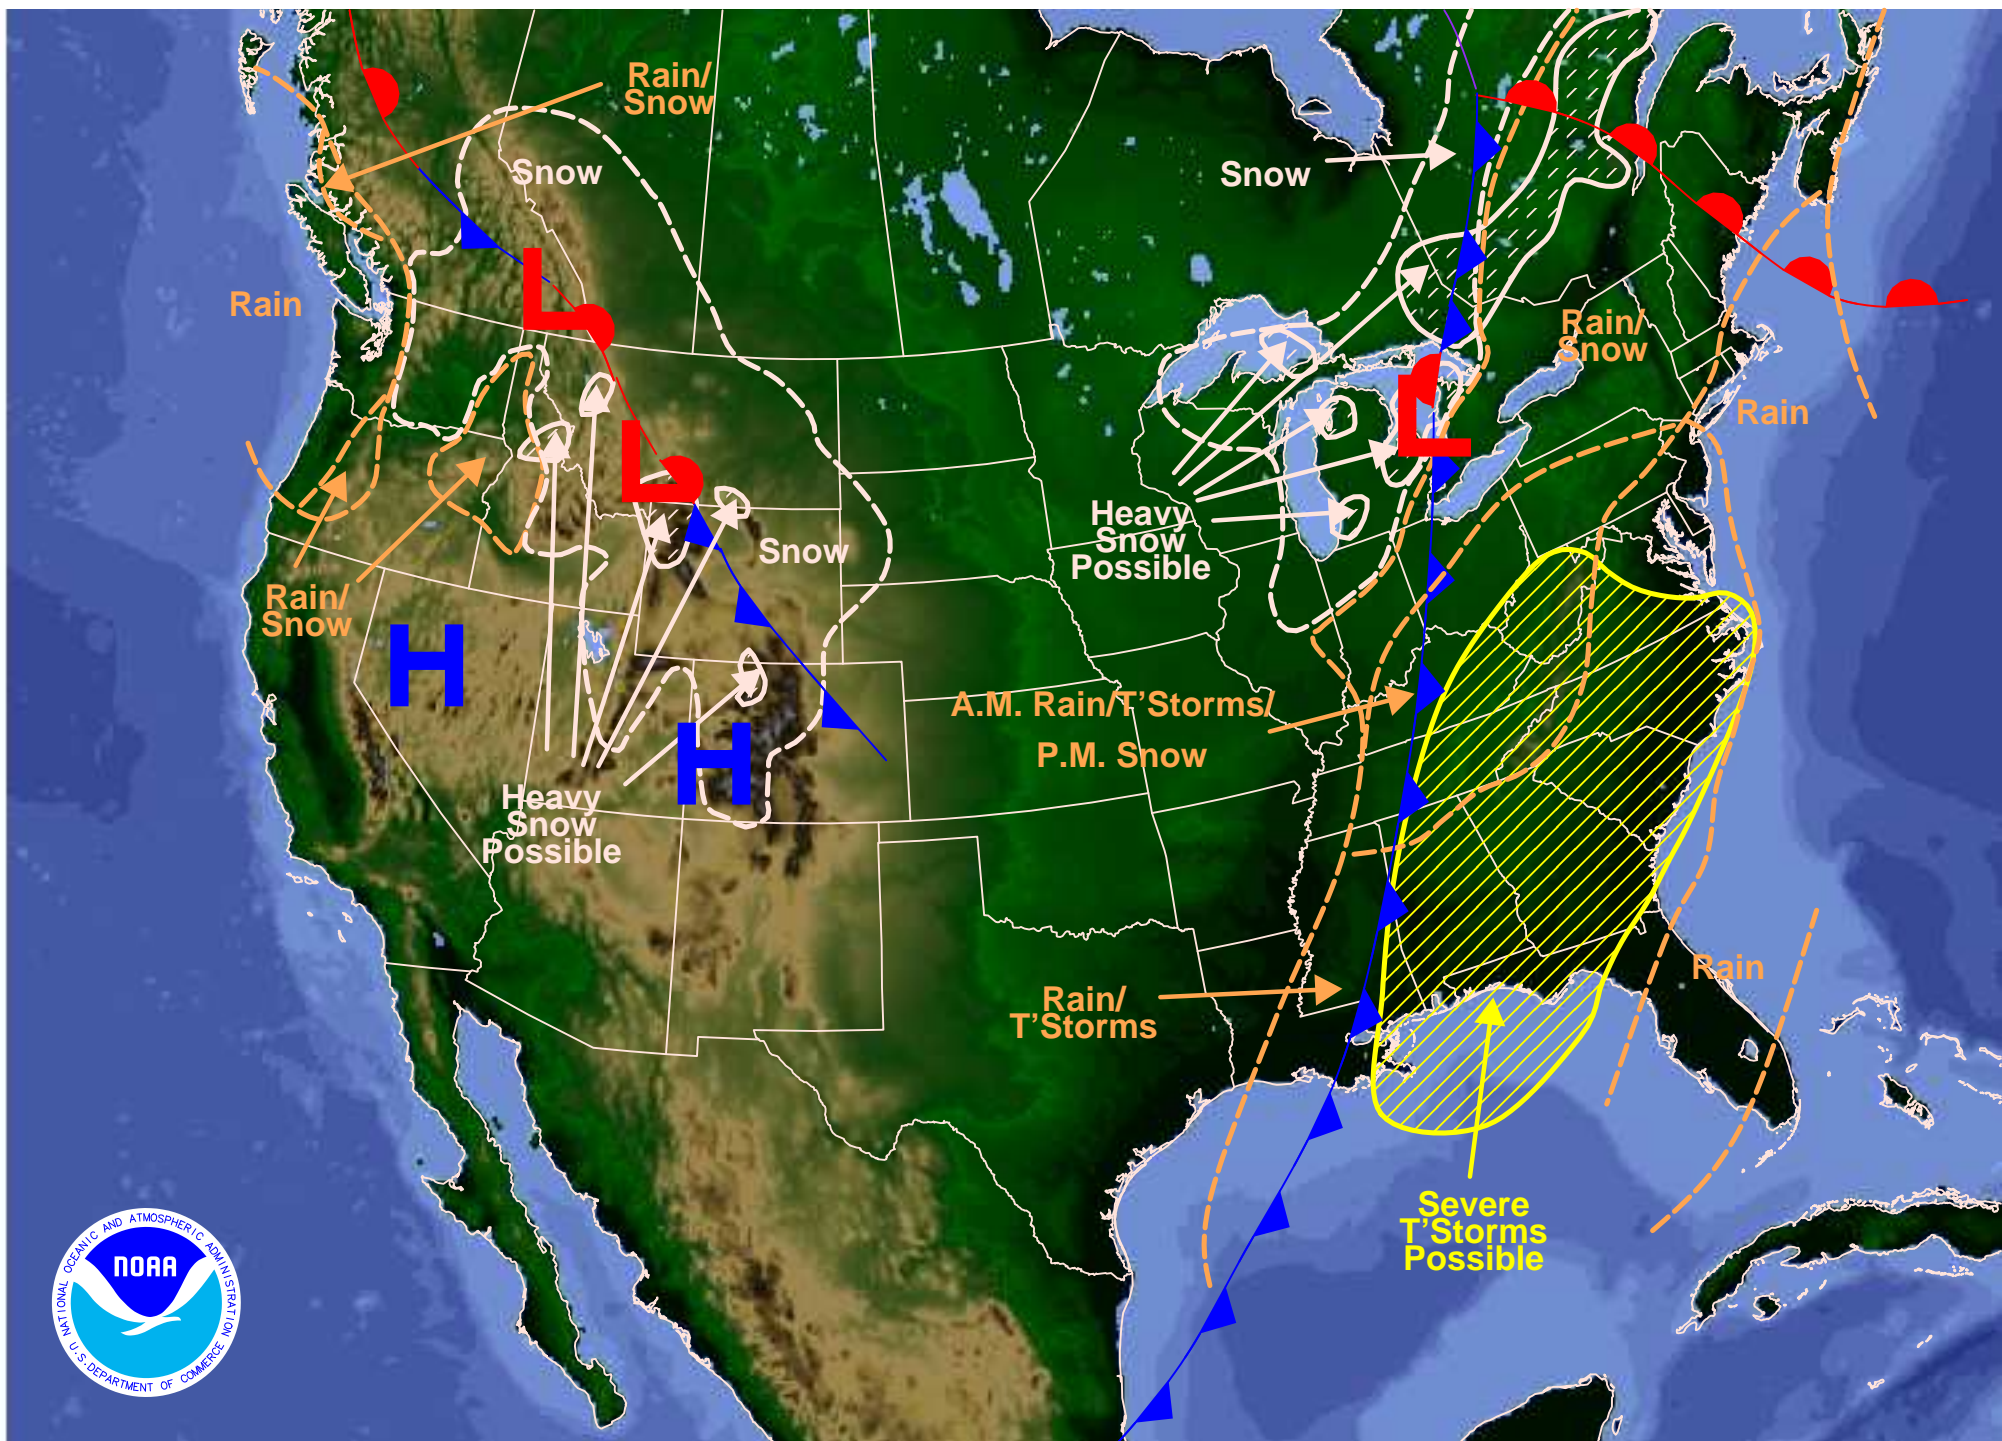 Rain/
Snow
Snow
Snow
Rain
L
Rain/
Snow
Rain
Snow
L
L
Heavy
Snow
Possible
Rain/
Snow
H
A.M. Rain/T'Storms/
P.M. Snow
H
Heavy
Snow
Possible
Rain
Rain/
T'Storms
Severe
T'Storms
Possible
NATIONAL OCEANIC AND ATMOSPHERIC ADMINISTRATION
NOAA
U.S. DEPARTMENT OF COMMERCE